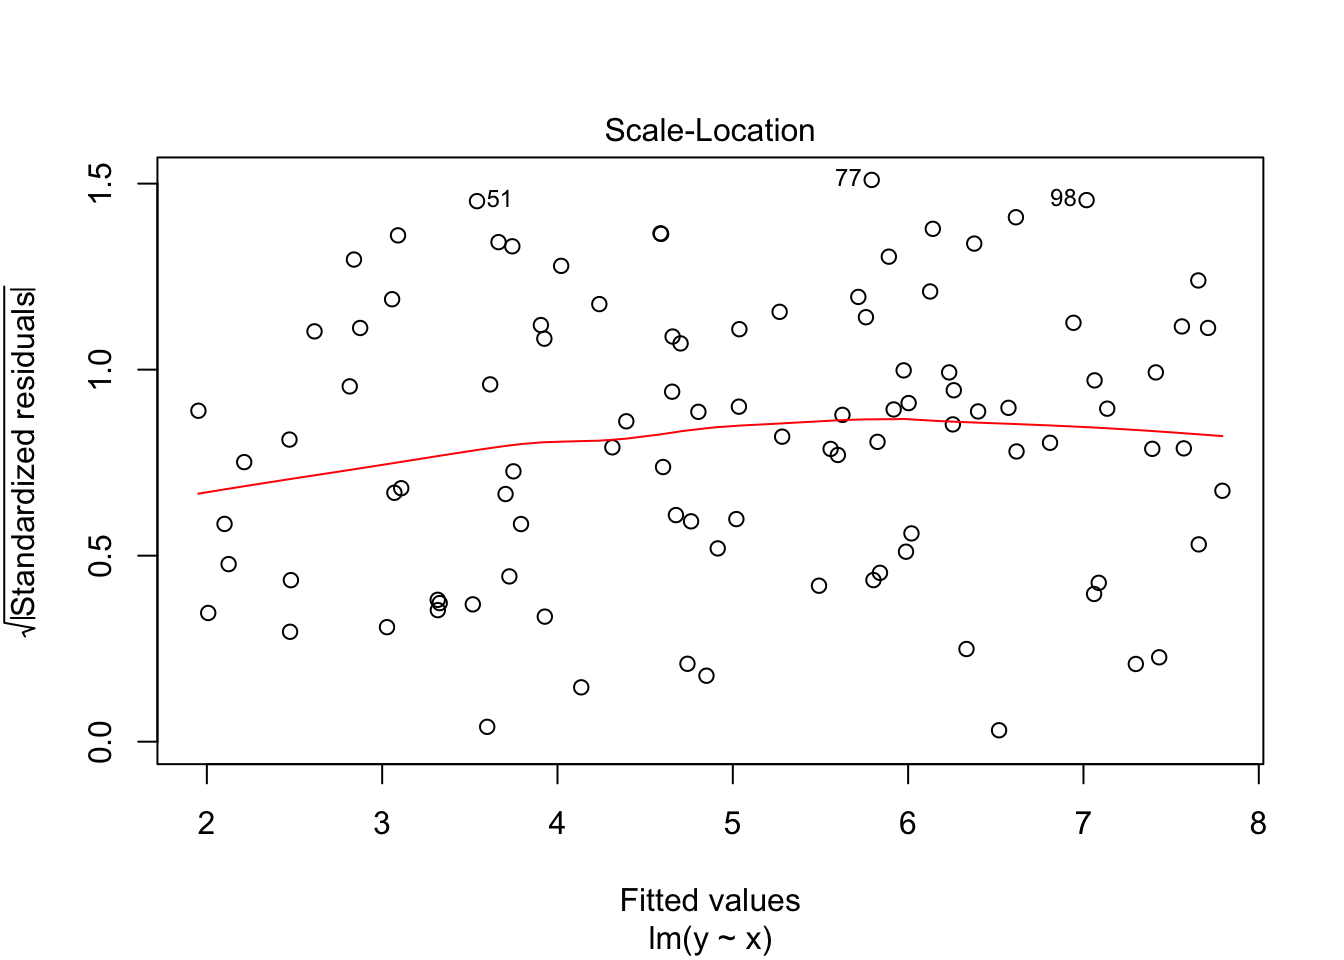 Scale-Location
√|Standardized residuals|
1.5
1.0
0.5
0.0
51
77
98
2 3 4 5 6 7 8
Fitted values
lm(y ~ x)